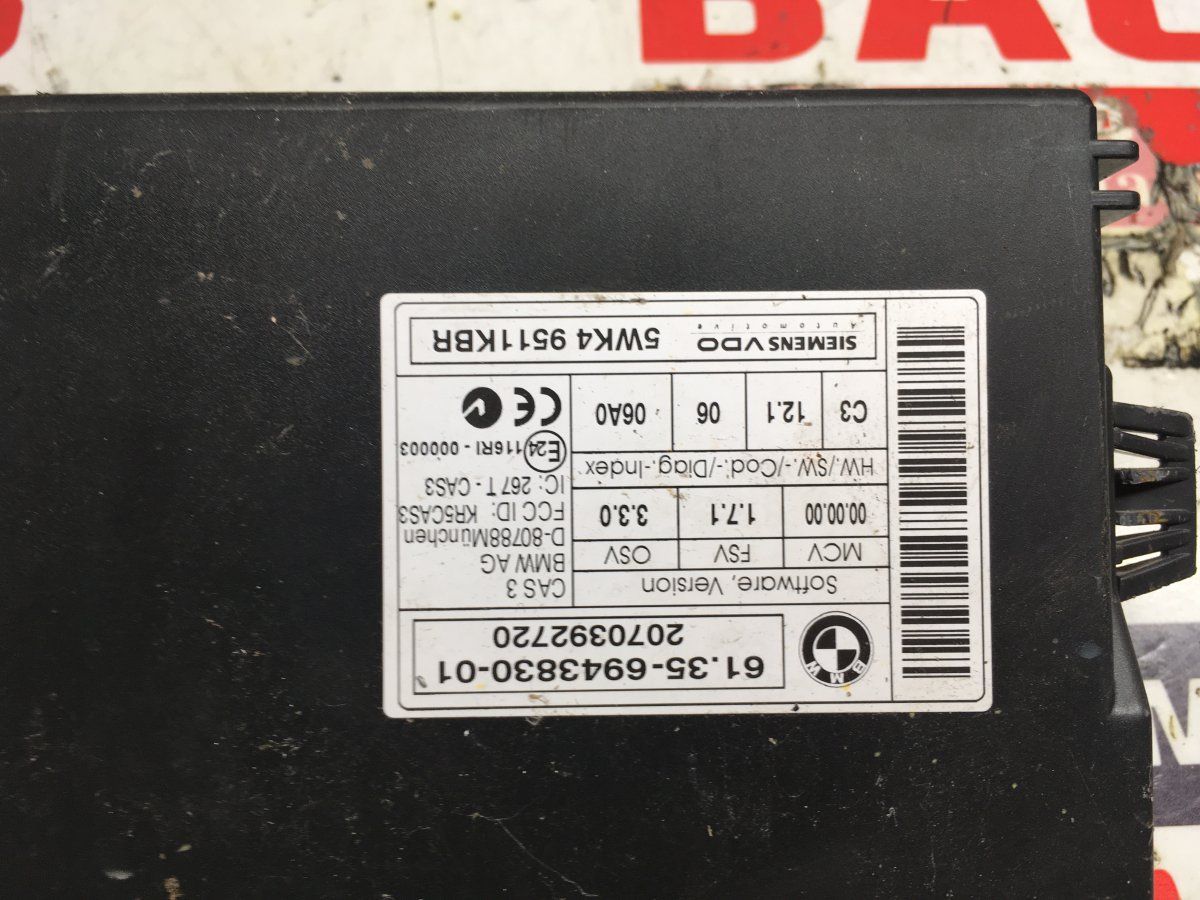 BMW
61.35-6943830-01
2070392720
Software, Version
MCV FSV OSV
00.00.00 1.7.1 3.3.0
HW./SW.-/Cod.-/Diag.-Index
C3 12.1 06 06A0
CAS 3
BMW AG
D-80788München
FCC ID: KR5CAS3
IC: 267T - CAS3
E24 116RI - 000003
CE
SIEMENS VDO
Automotive
5WK4 9511KBR